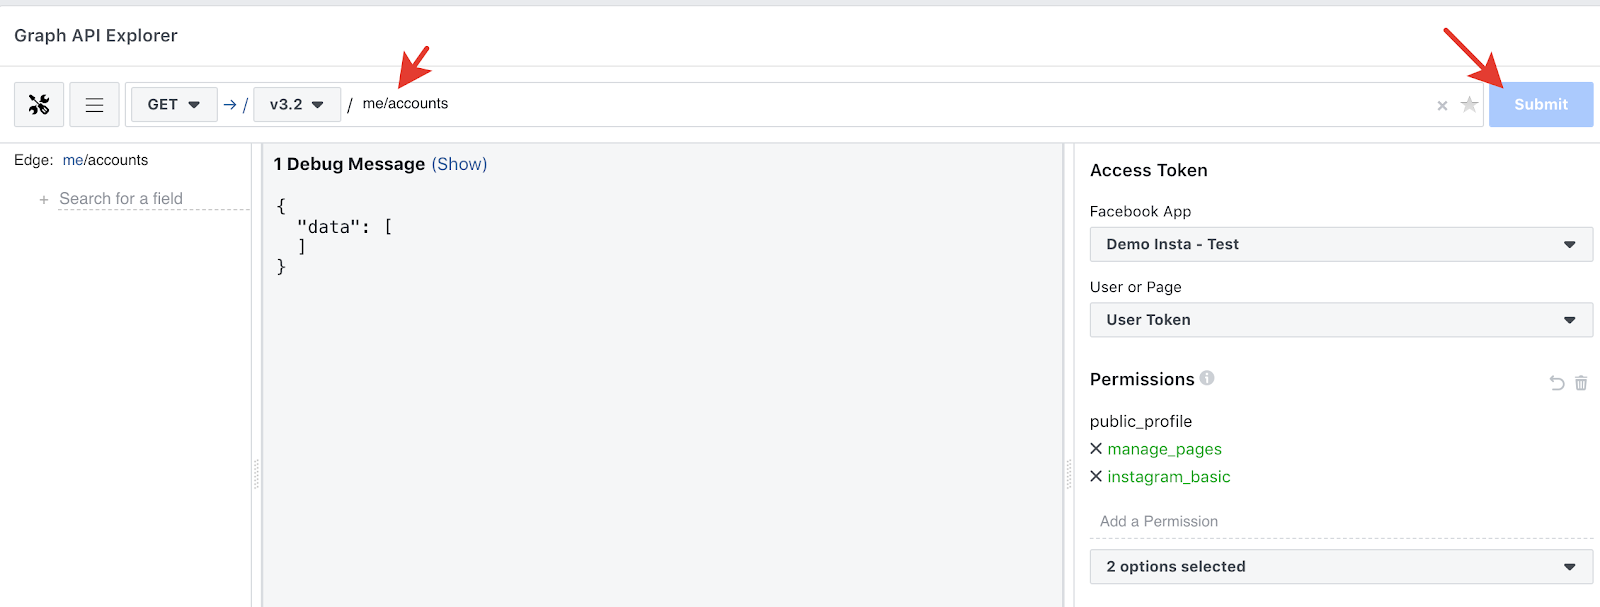 Graph API Explorer
GET → / v3.2 / me/accounts × Submit
Edge: me/accounts
+ Search for a field
1 Debug Message (Show)
{
"data": [
]
}
Access Token
Facebook App
Demo Insta - Test
User or Page
User Token
Permissions
public_profile
manage_pages
instagram_basic
Add a Permission
2 options selected